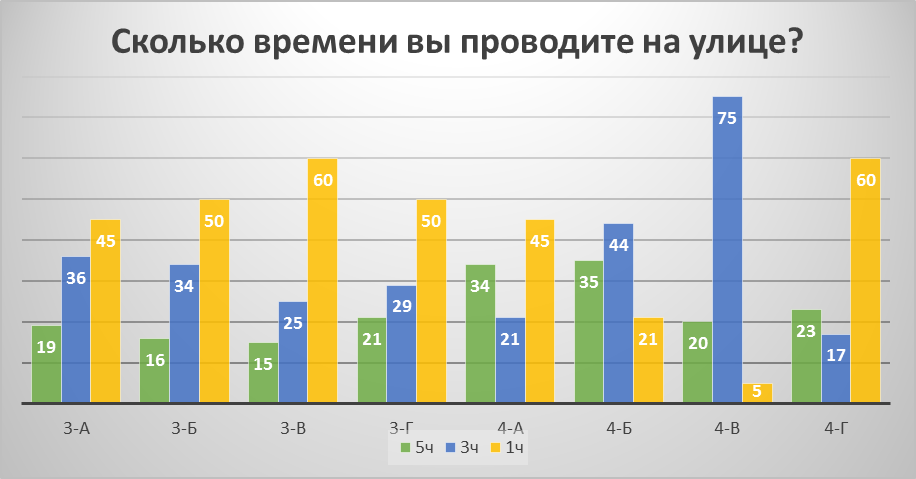 Сколько времени вы проводите на улице?
19 36 45 16 34 50 15 25 60 21 29 50 34 21 45 35 44 21 20 75 5 23 17 60
3-А 3-Б 3-В 3-Г 4-А 4-Б 4-В 4-Г
5ч 3ч 1ч